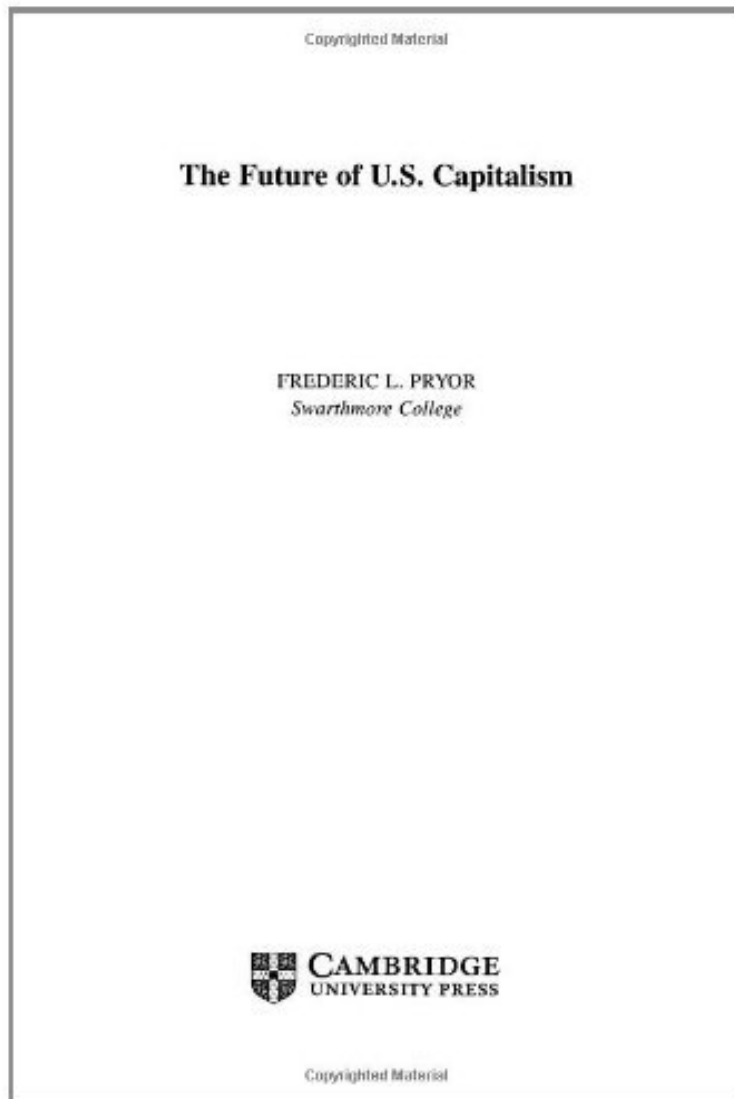 Copyrighted Material
The Future of U.S. Capitalism
FREDERIC L. PRYOR
Swarthmore College
CAMBRIDGE
UNIVERSITY PRESS
Copyrighted Material